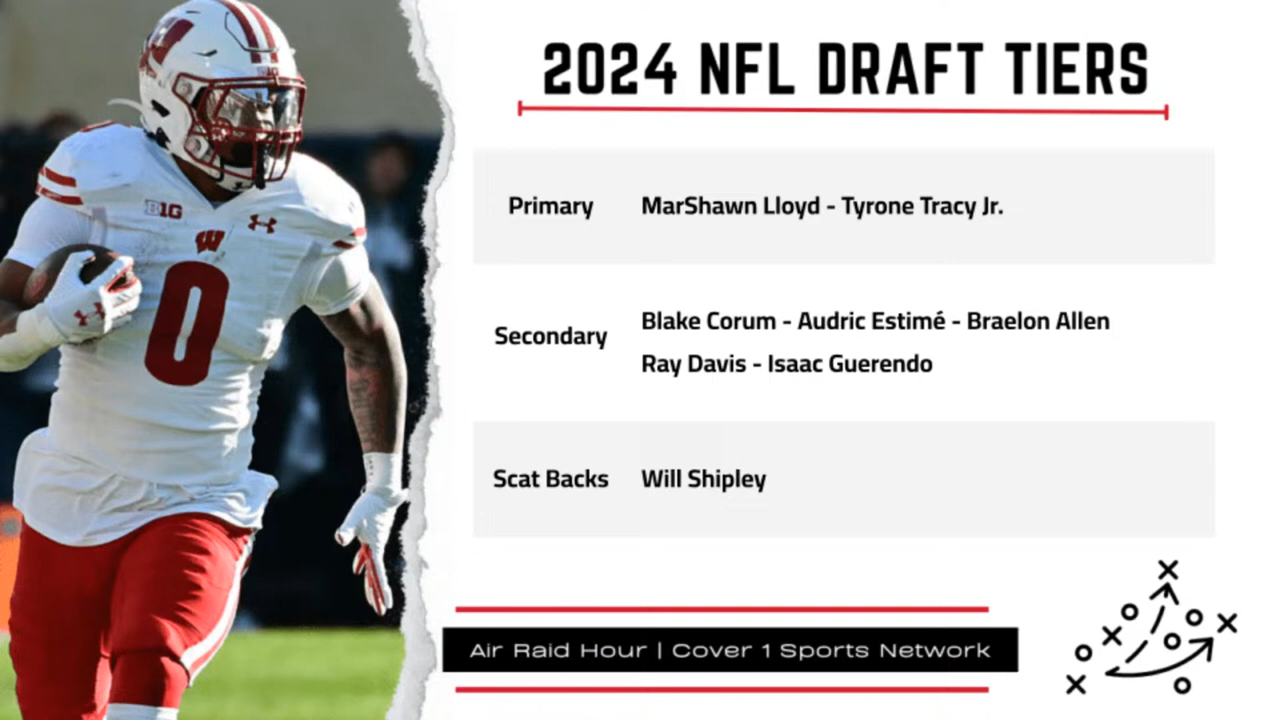 2024 NFL DRAFT TIERS
Primary
MarShawn Lloyd - Tyrone Tracy Jr.
Secondary
Blake Corum - Audric Estimé - Braelon Allen
Ray Davis - Isaac Guerendo
Scat Backs
Will Shipley
Air Raid Hour | Cover 1 Sports Network
B1G
W
0